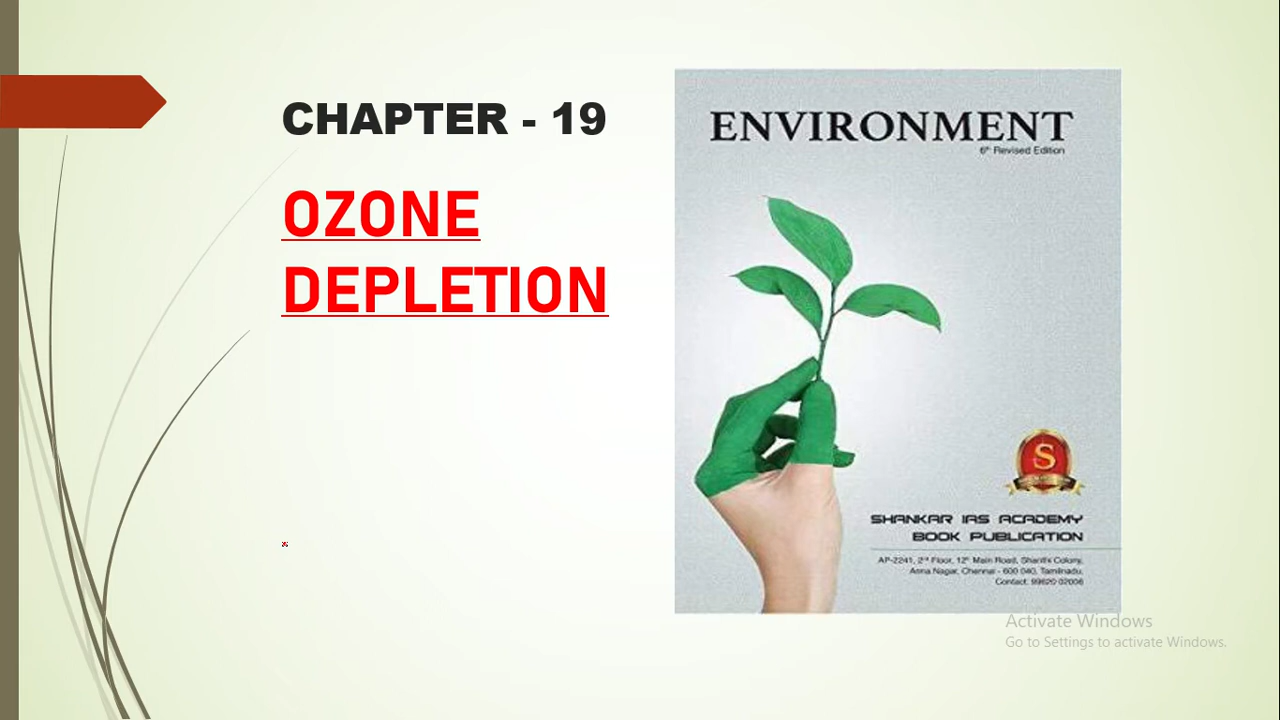 CHAPTER - 19
OZONE
DEPLETION
ENVIRONMENT
6th Revised Edition
S
SHANKAR IAS ACADEMY
BOOK PUBLICATION
AP-2241, 2nd Floor, 12th Main Road, Shanthi Colony,
Anna Nagar, Chennai - 600 040, Tamilnadu.
Contact: 99620 02006
Activate Windows
Go to Settings to activate Windows.